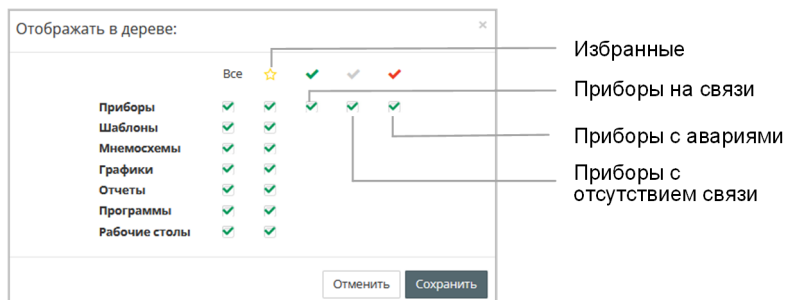 Отображать в дереве:
×
Избранные
Все
Приборы на связи
Приборы
Шаблоны
Приборы с авариями
Мнемосхемы
Графики
Приборы с
отсутствием связи
Отчеты
Программы
Рабочие столы
Отменить
Сохранить